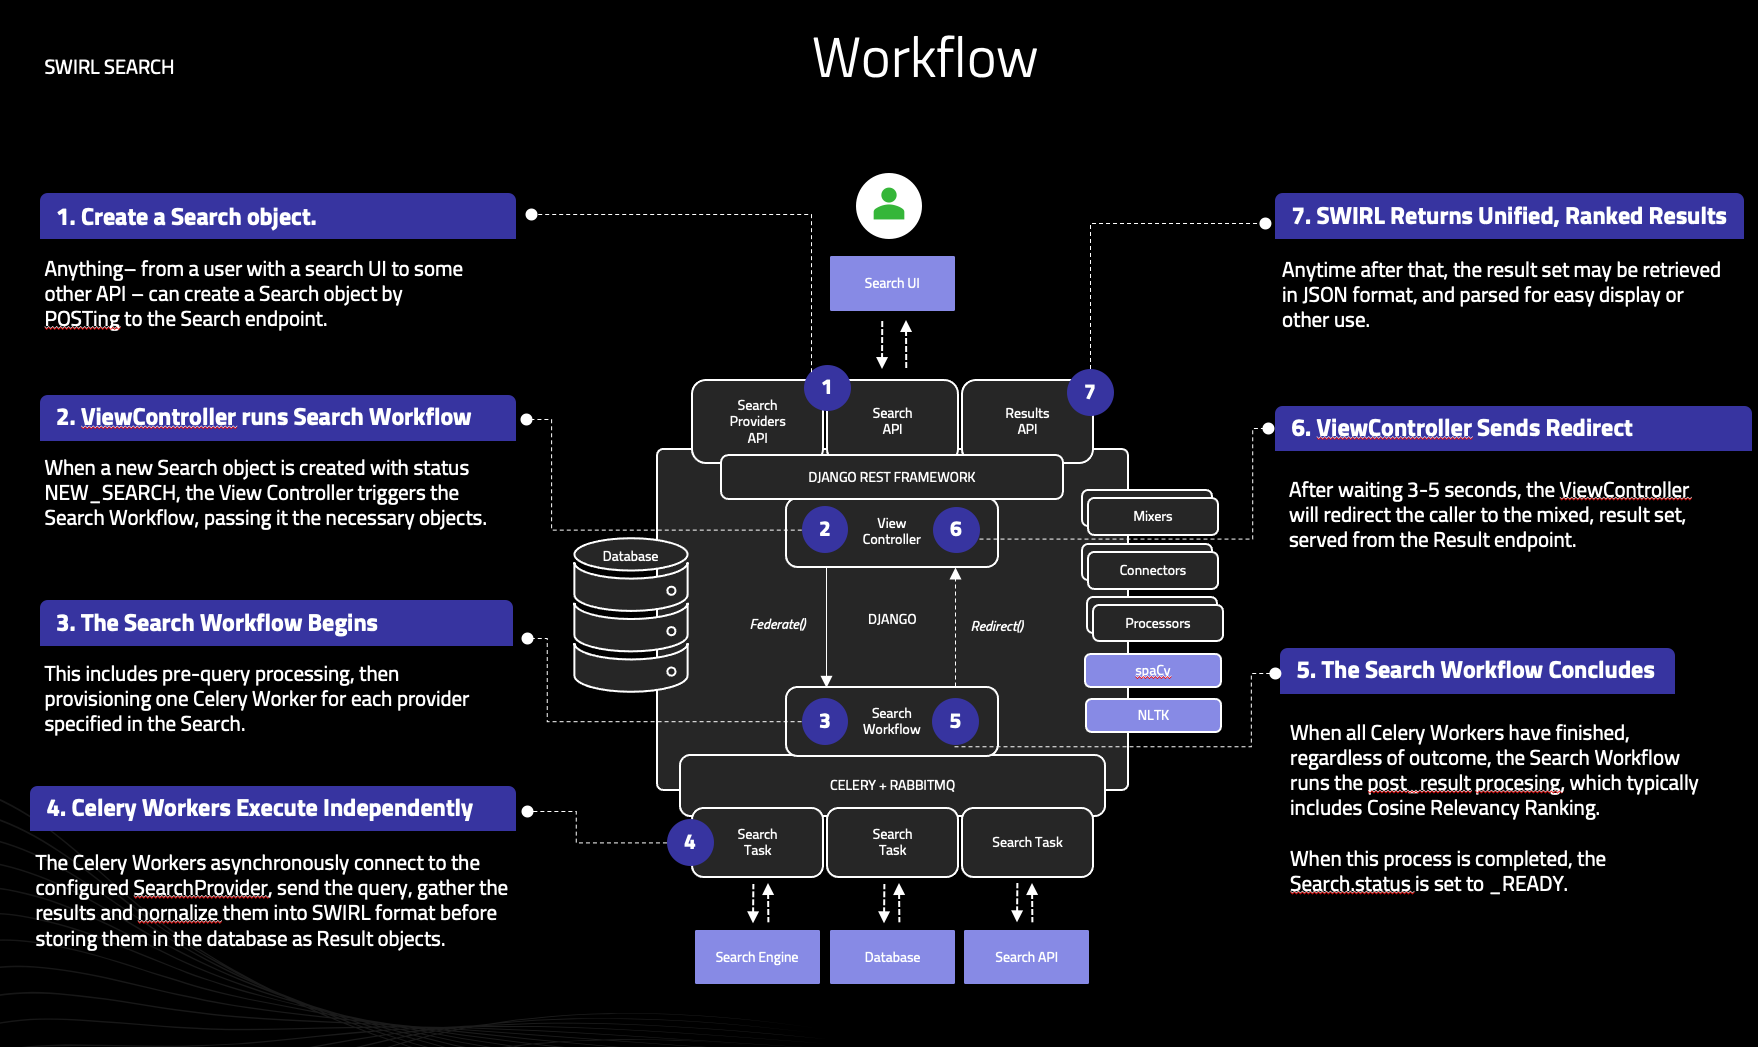 SWIRL SEARCH
Workflow
1. Create a Search object.
Anything– from a user with a search UI to some
other API – can create a Search object by
POSTing to the Search endpoint.
2. ViewController runs Search Workflow
When a new Search object is created with status
NEW_SEARCH, the View Controller triggers the
Search Workflow, passing it the necessary objects.
3. The Search Workflow Begins
This includes pre-query processing, then
provisioning one Celery Worker for each provider
specified in the Search.
4. Celery Workers Execute Independently
The Celery Workers asynchronously connect to the
configured SearchProvider, send the query, gather the
results and nornalize them into SWIRL format before
storing them in the database as Result objects.
Search UI
1
7
Search
Providers
API
Search
API
Results
API
DJANGO REST FRAMEWORK
2
View
Controller
6
Database
Federate()
DJANGO
Redirect()
3
Search
Workflow
5
CELERY + RABBITMQ
4
Search
Task
Search
Task
Search Task
Search Engine
Database
Search API
Mixers
Connectors
Processors
spaCy
NLTK
7. SWIRL Returns Unified, Ranked Results
Anytime after that, the result set may be retrieved
in JSON format, and parsed for easy display or
other use.
6. ViewController Sends Redirect
After waiting 3-5 seconds, the ViewController
will redirect the caller to the mixed, result set,
served from the Result endpoint.
5. The Search Workflow Concludes
When all Celery Workers have finished,
regardless of outcome, the Search Workflow
runs the post_result procesing, which typically
includes Cosine Relevancy Ranking.
When this process is completed, the
Search.status is set to _READY.